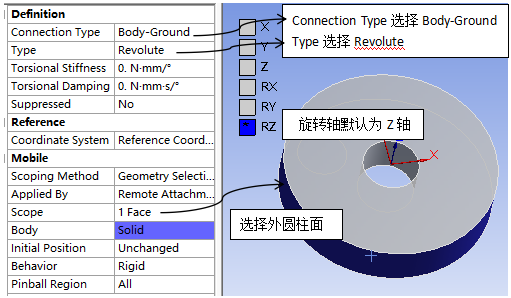 Definition
Connection Type Body-Ground
Type Revolute
Torsional Stiffness 0. N·mm/°
Torsional Damping 0. N·mm·s/°
Suppressed No
Reference
Coordinate System Reference Coord...
Mobile
Scoping Method Geometry Selecti...
Applied By Remote Attachm...
Scope 1 Face
Body Solid
Initial Position Unchanged
Behavior Rigid
Pinball Region All
X
Y
Z
RX
RY
RZ
Connection Type 选择 Body-Ground
Type 选择 Revolute
旋转轴默认为 Z 轴
X
选择外圆柱面